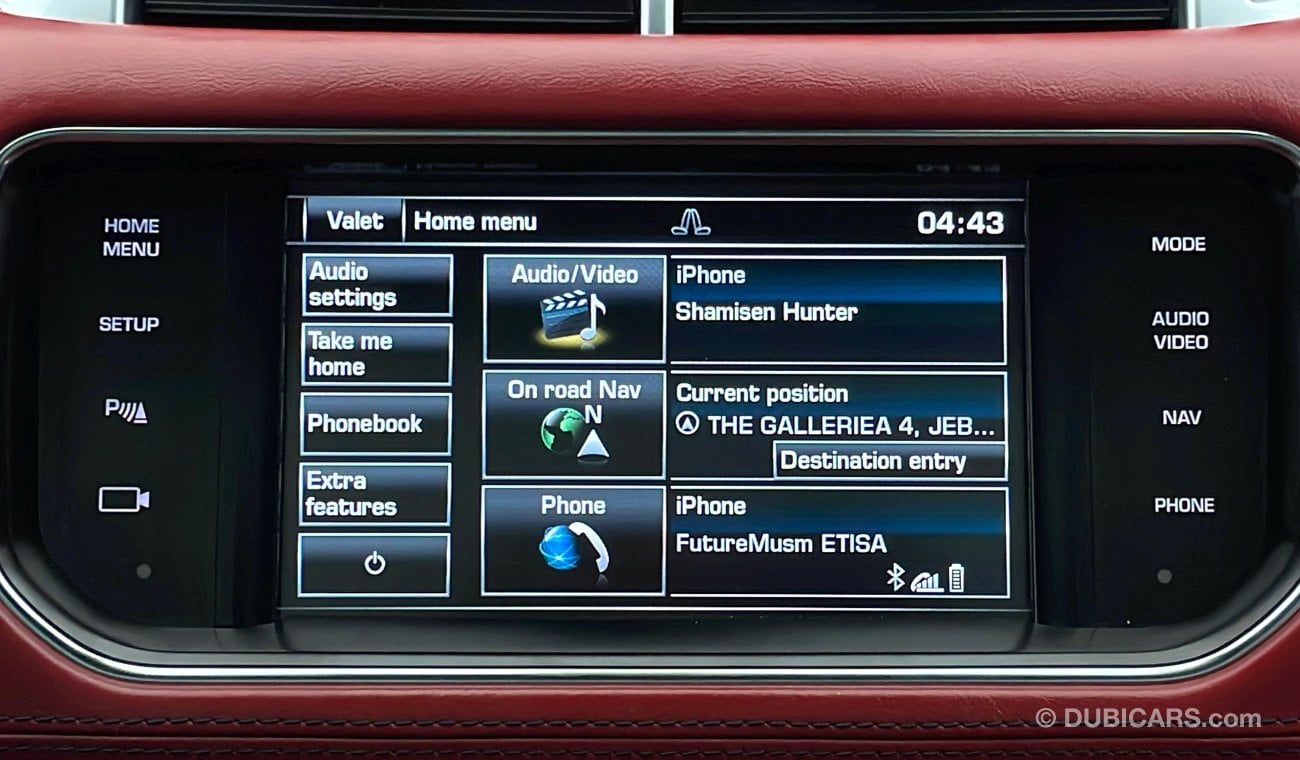 HOME
MENU
SETUP
P
Valet
Home menu
04:43
Audio
settings
Take me
home
Phonebook
Extra
features
Audio/Video
iPhone
Shamisen Hunter
On road Nav
N
Current position
THE GALLERIEA 4, JEB...
Destination entry
Phone
iPhone
FutureMusm ETISA
MODE
AUDIO
VIDEO
NAV
PHONE
© DUBICARS.com